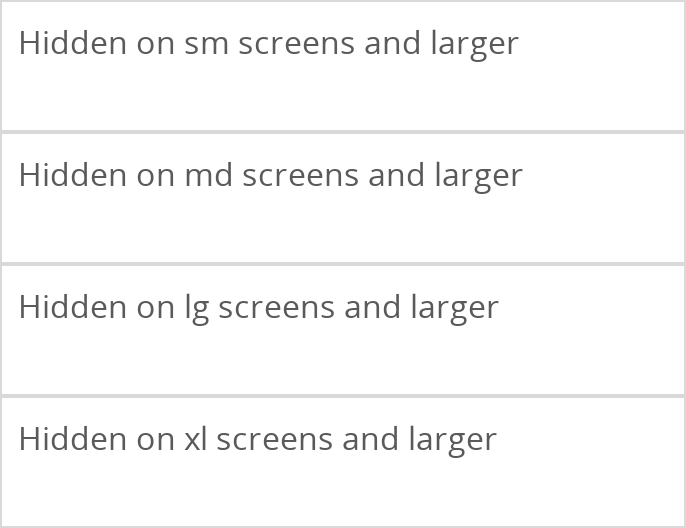 Hidden on sm screens and larger
Hidden on md screens and larger
Hidden on lg screens and larger
Hidden on xl screens and larger